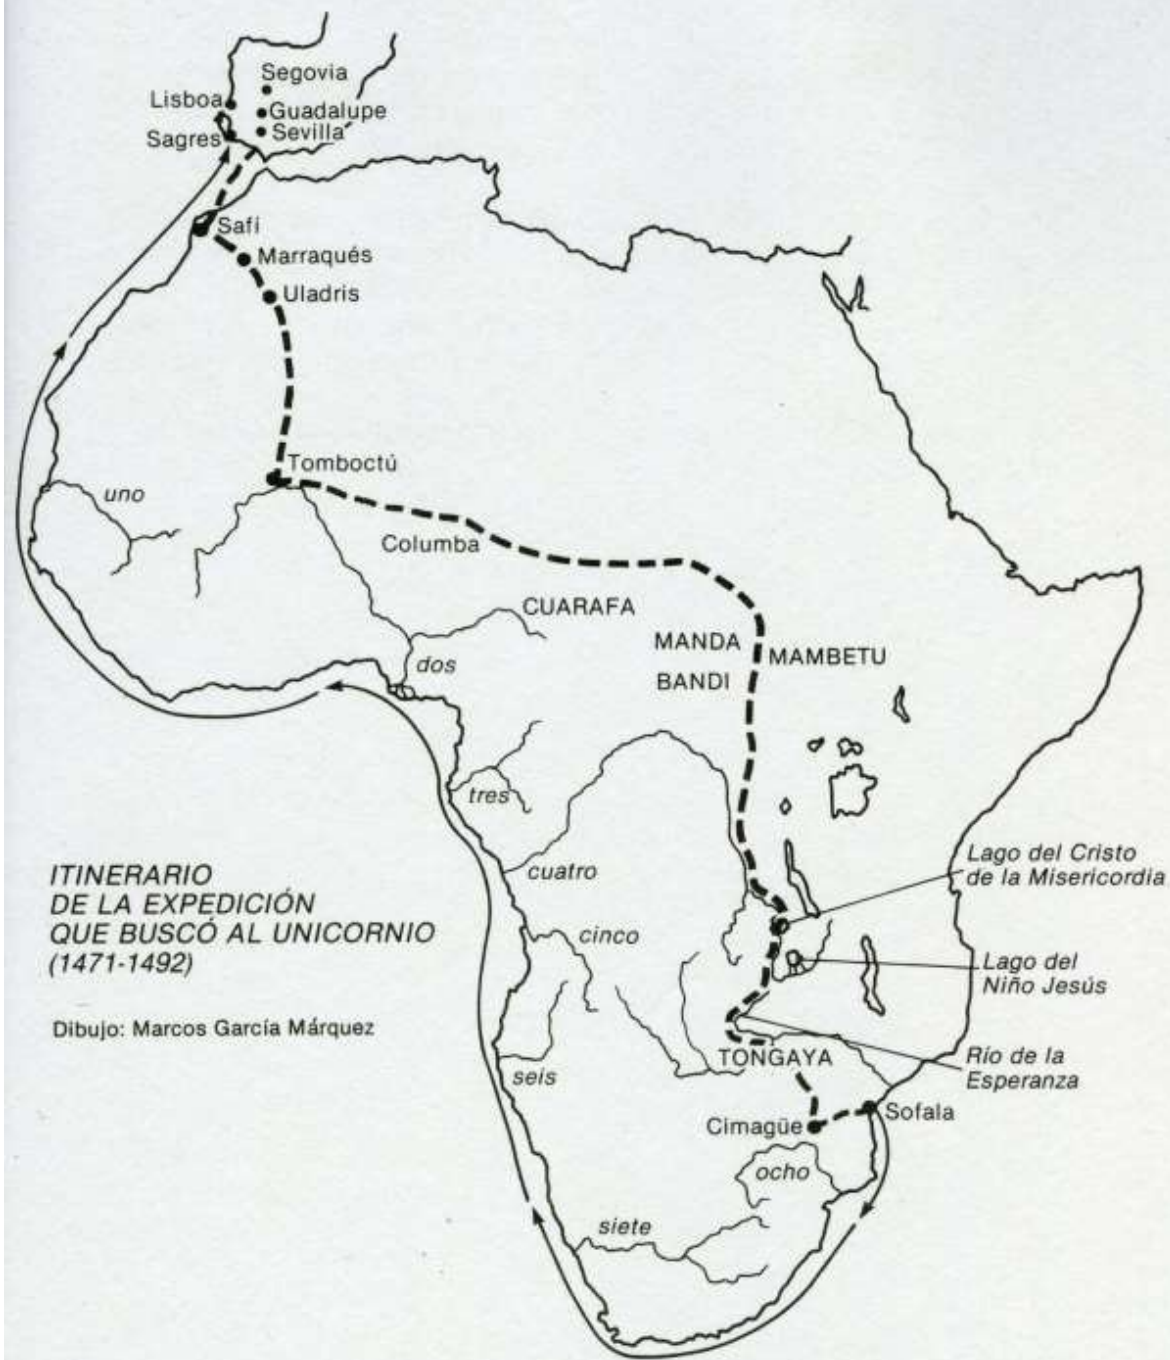 Segovia
Lisboa
Guadalupe
Sagres
Sevilla
Safi
Marraqués
Uladris
Tomboctú
uno
Columba
CUARAFA
MANDA
MAMBETU
dos
BANDI
tres
cuatro
Lago del Cristo
de la Misericordia
ITINERARIO
DE LA EXPEDICIÓN
QUE BUSCÓ AL UNICORNIO
(1471-1492)
cinco
Lago del
Niño Jesús
Dibujo: Marcos García Márquez
seis
TONGAYA
Río de la
Esperanza
Cimagüe
Sofala
ocho
siete